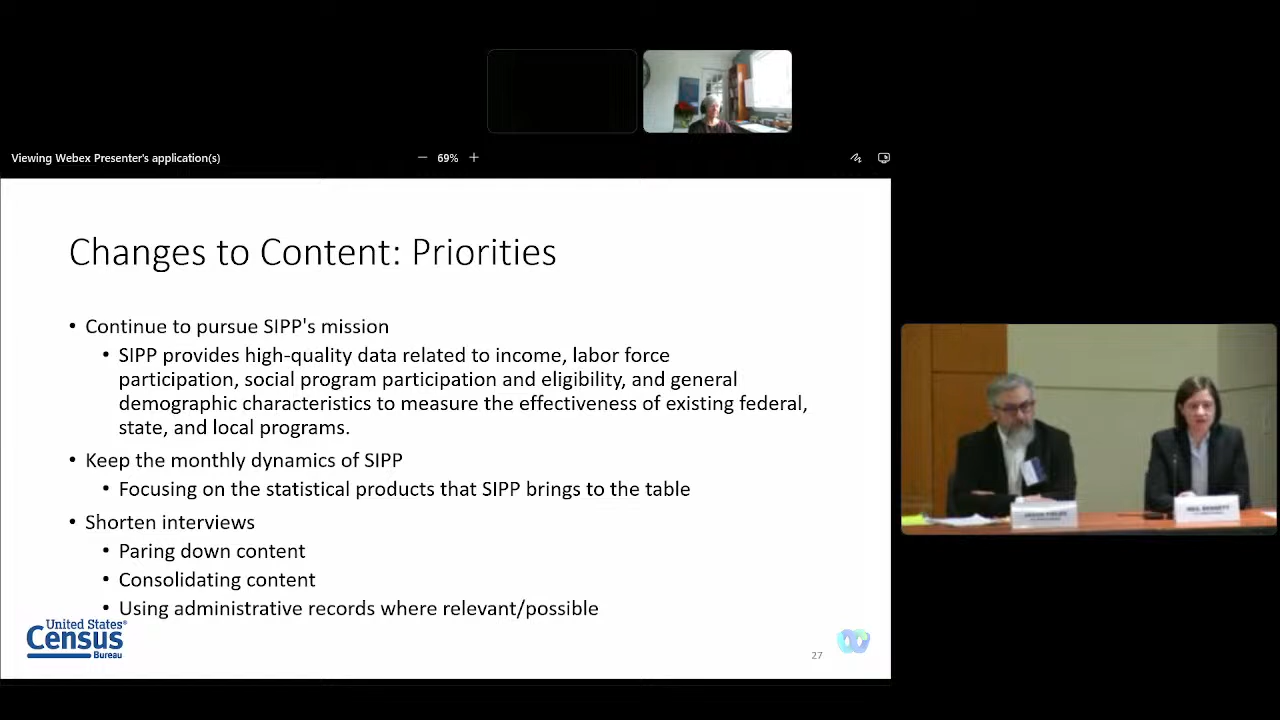 Viewing Webex Presenter's application(s)
69%
Changes to Content: Priorities
• Continue to pursue SIPP's mission
• SIPP provides high-quality data related to income, labor force
participation, social program participation and eligibility, and general
demographic characteristics to measure the effectiveness of existing federal,
state, and local programs.
• Keep the monthly dynamics of SIPP
• Focusing on the statistical products that SIPP brings to the table
• Shorten interviews
• Paring down content
• Consolidating content
• Using administrative records where relevant/possible
United States®
Census
Bureau
27
JASON FIELDS
NEIL BENNETT